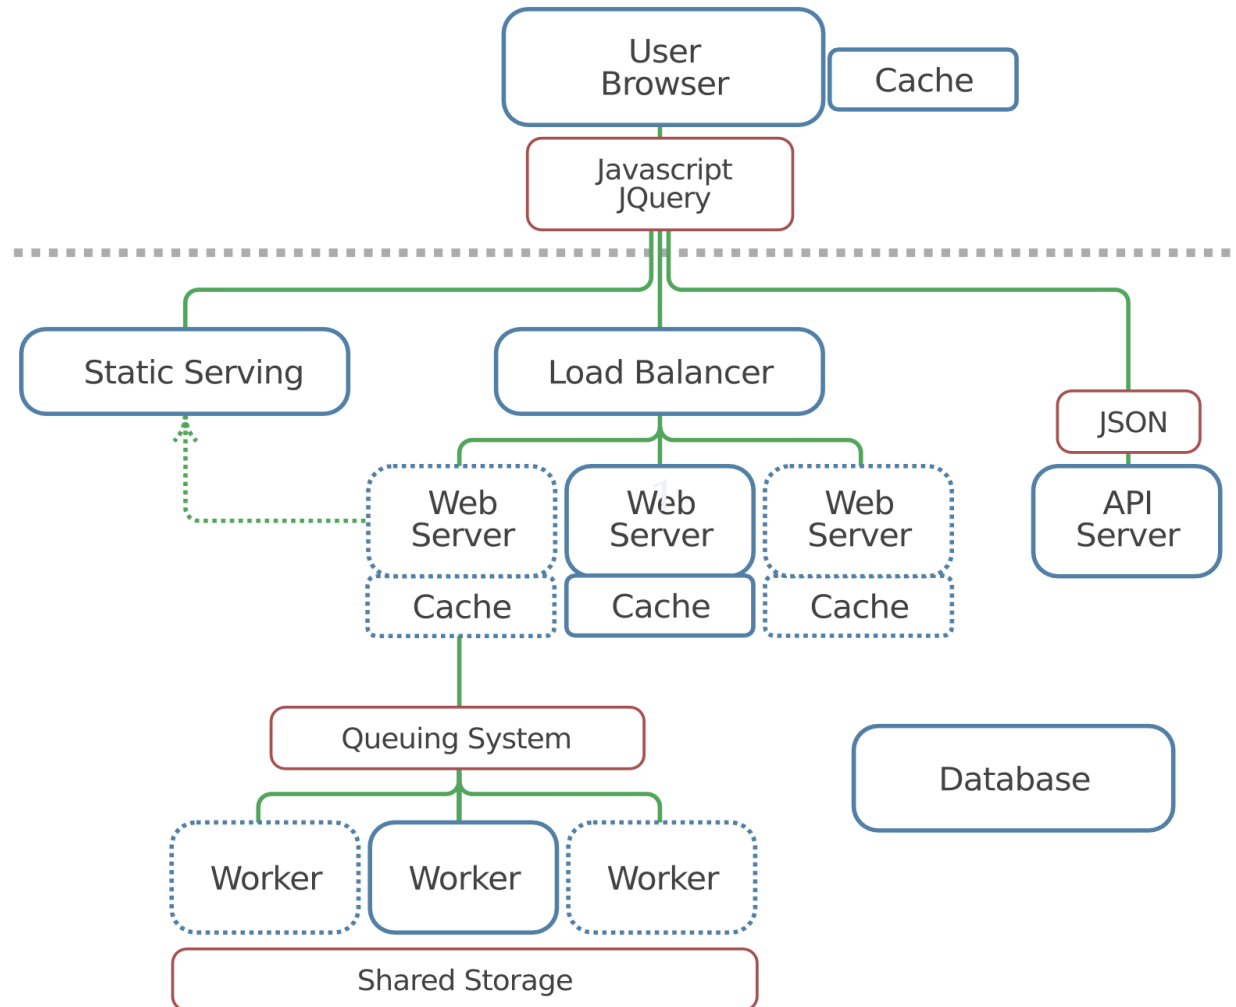 User
Browser
Cache
Javascript
JQuery
Static Serving
Load Balancer
JSON
Web
Server
Web
Server
Web
Server
API
Server
1
Cache
Cache
Cache
Queuing System
Database
Worker
Worker
Worker
Shared Storage